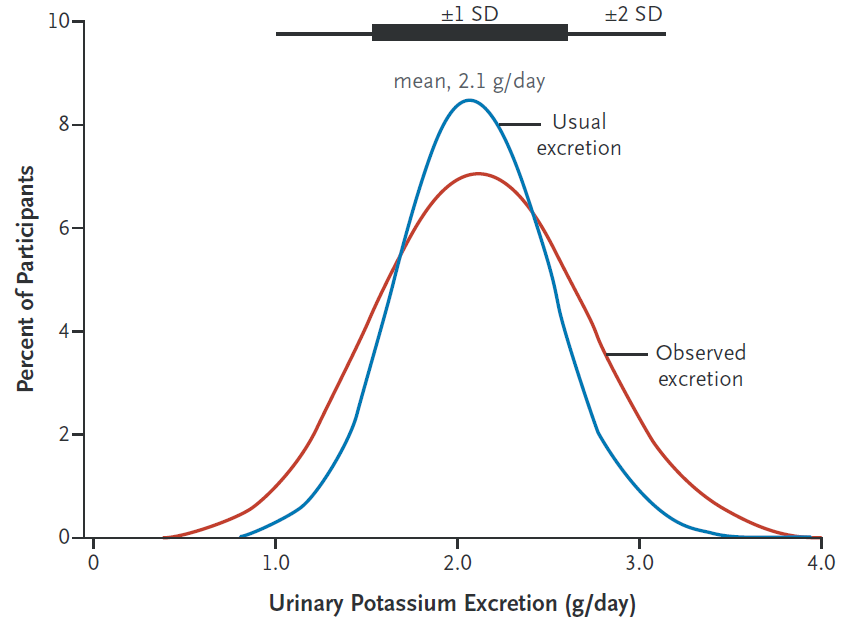 ±1 SD
±2 SD
mean, 2.1 g/day
Usual
excretion
Observed
excretion
Percent of Participants
10
8
6
4
2
0
0
1.0
2.0
3.0
4.0
Urinary Potassium Excretion (g/day)